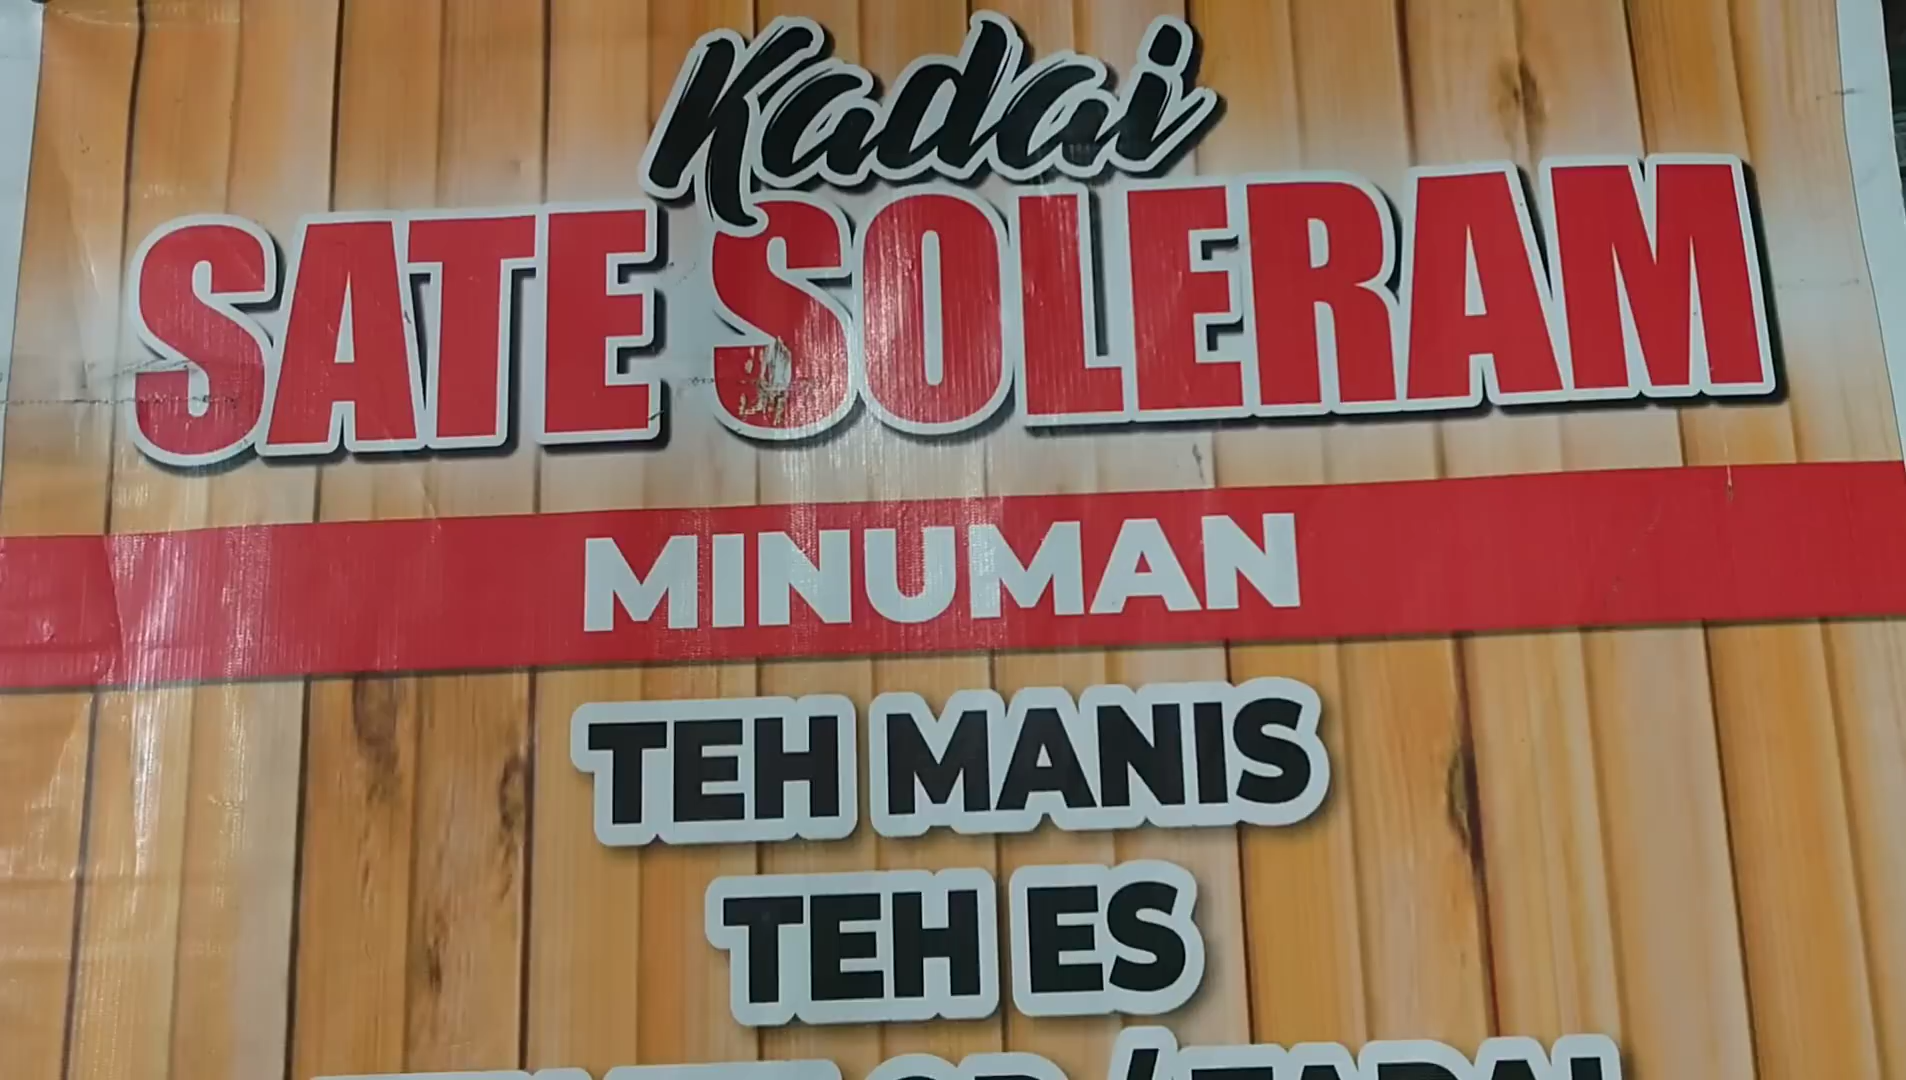 Kadai
SATE SOLERAM
MINUMAN
TEH MANIS
TEH ES